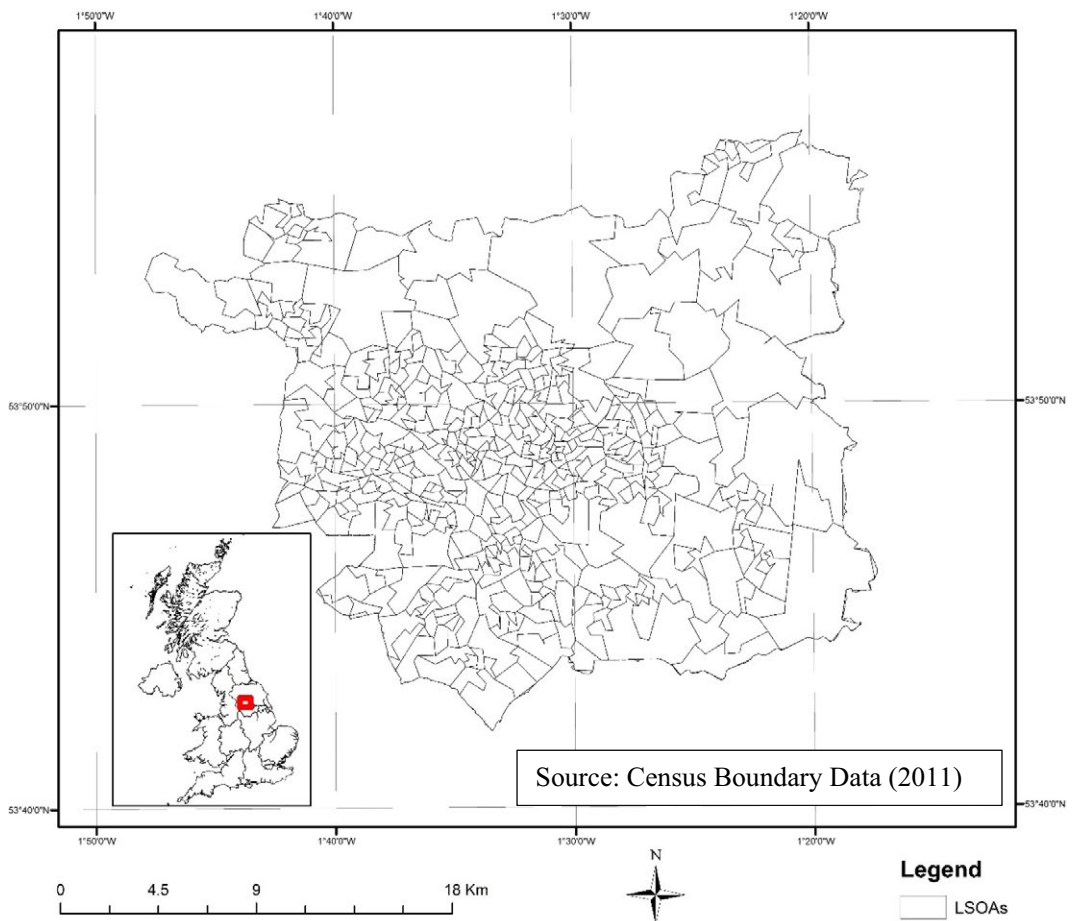 1°50'0"W 1°40'0"W 1°30'0"W 1°20'0"W
53°50'0"N 53°50'0"N
Source: Census Boundary Data (2011)
53°40'0"N 53°40'0"N
1°50'0"W 1°40'0"W 1°30'0"W 1°20'0"W
N
Legend
0 4.5 9 18 Km
LSOAs